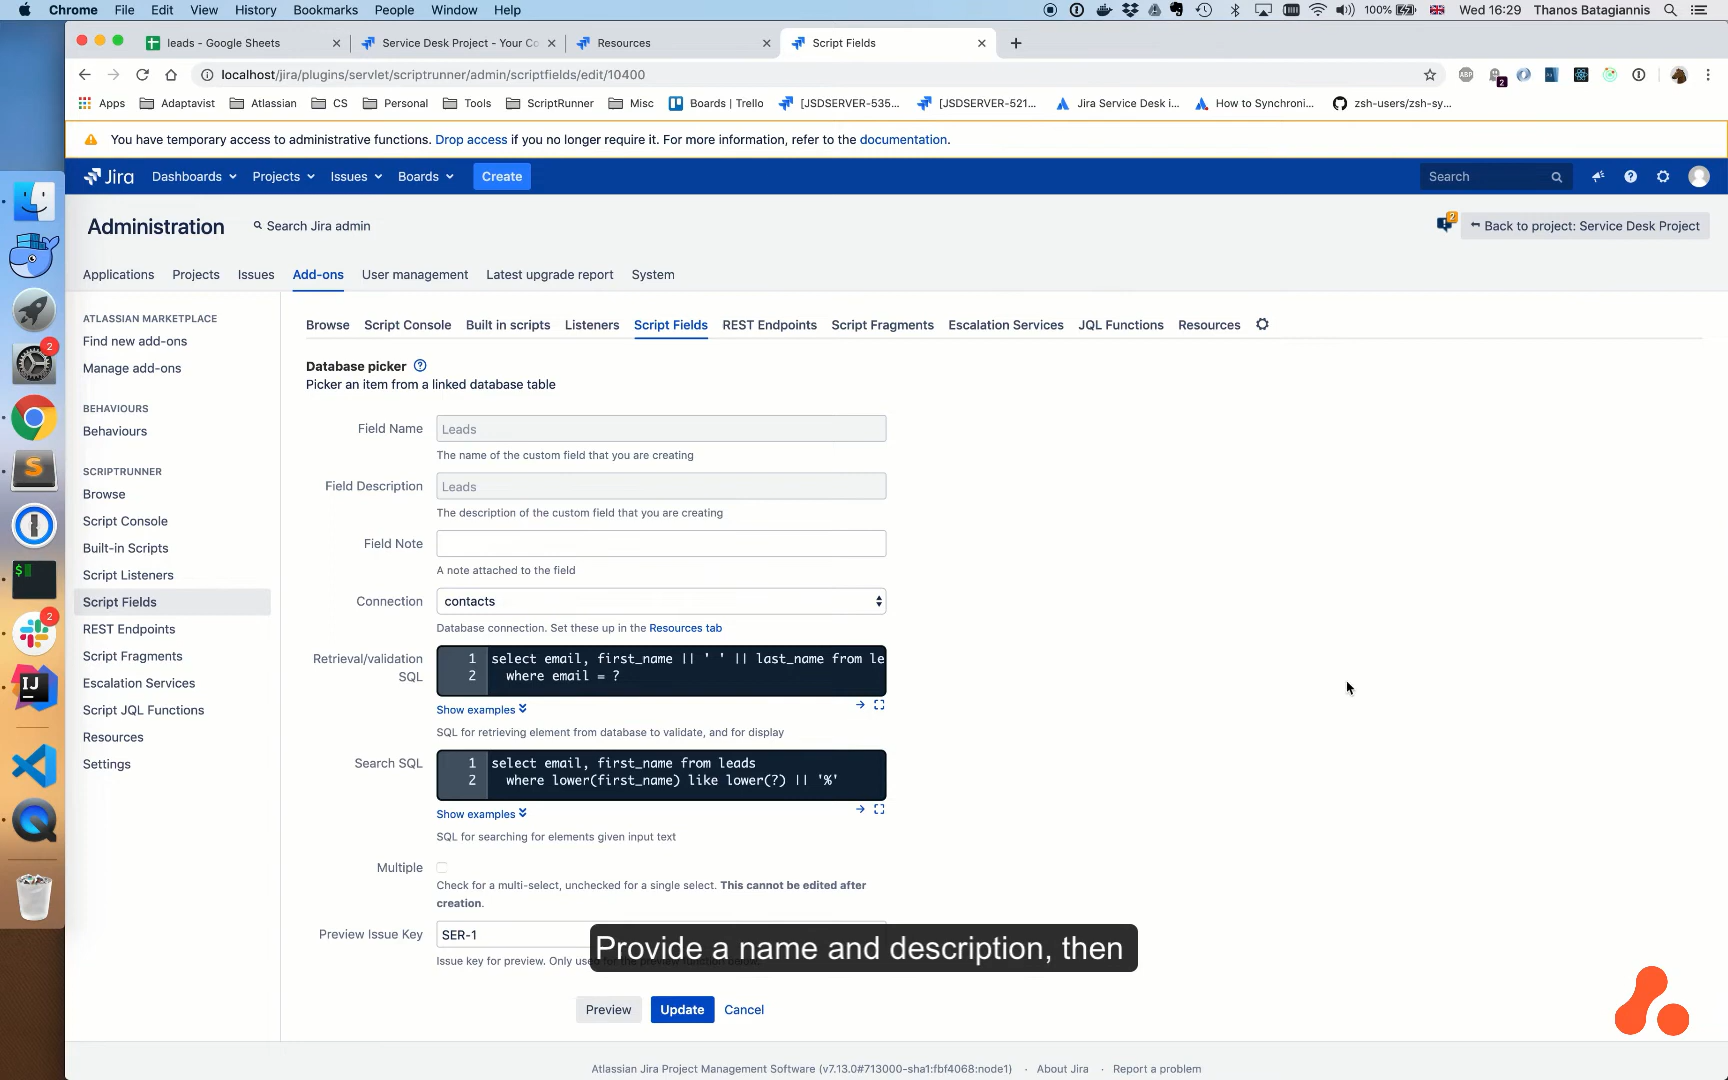 Chrome File Edit View History Bookmarks People Window Help 100% Wed 16:29 Thanos Batagiannis
leads - Google Sheets
Service Desk Project - Your Co
Resources
Script Fields
localhost/jira/plugins/servlet/scriptrunner/admin/scriptfields/edit/10400
ABP 2
Apps Adaptavist Atlassian CS Personal Tools ScriptRunner Misc Boards | Trello [JSDSERVER-535... [JSDSERVER-521... Jira Service Desk i... How to Synchroni... zsh-users/zsh-sy...
You have temporary access to administrative functions. Drop access if you no longer require it. For more information, refer to the documentation.
Jira Dashboards Projects Issues Boards Create Search
Administration Search Jira admin
2 Back to project: Service Desk Project
Applications Projects Issues Add-ons User management Latest upgrade report System
ATLASSIAN MARKETPLACE
Find new add-ons
Manage add-ons
BEHAVIOURS
Behaviours
SCRIPTRUNNER
Browse
Script Console
Built-in Scripts
Script Listeners
Script Fields
REST Endpoints
Script Fragments
Escalation Services
Script JQL Functions
Resources
Settings
Browse Script Console Built in scripts Listeners Script Fields REST Endpoints Script Fragments Escalation Services JQL Functions Resources
Database picker
Picker an item from a linked database table
Field Name Leads
The name of the custom field that you are creating
Field Description Leads
The description of the custom field that you are creating
Field Note
A note attached to the field
Connection contacts
Database connection. Set these up in the Resources tab
Retrieval/validation SQL
1 select email, first_name || ' ' || last_name from le
2 where email = ?
Show examples
SQL for retrieving element from database to validate, and for display
Search SQL
1 select email, first_name from leads
2 where lower(first_name) like lower(?) || '%'
Show examples
SQL for searching for elements given input text
Multiple
Check for a multi-select, unchecked for a single select. This cannot be edited after
creation.
Preview Issue Key SER-1
Issue key for preview. Only used
Provide a name and description, then
Preview Update Cancel
Atlassian Jira Project Management Software (v7.13.0#713000-sha1:fbf4068:node1) · About Jira · Report a problem
2
S
$
2
IJ